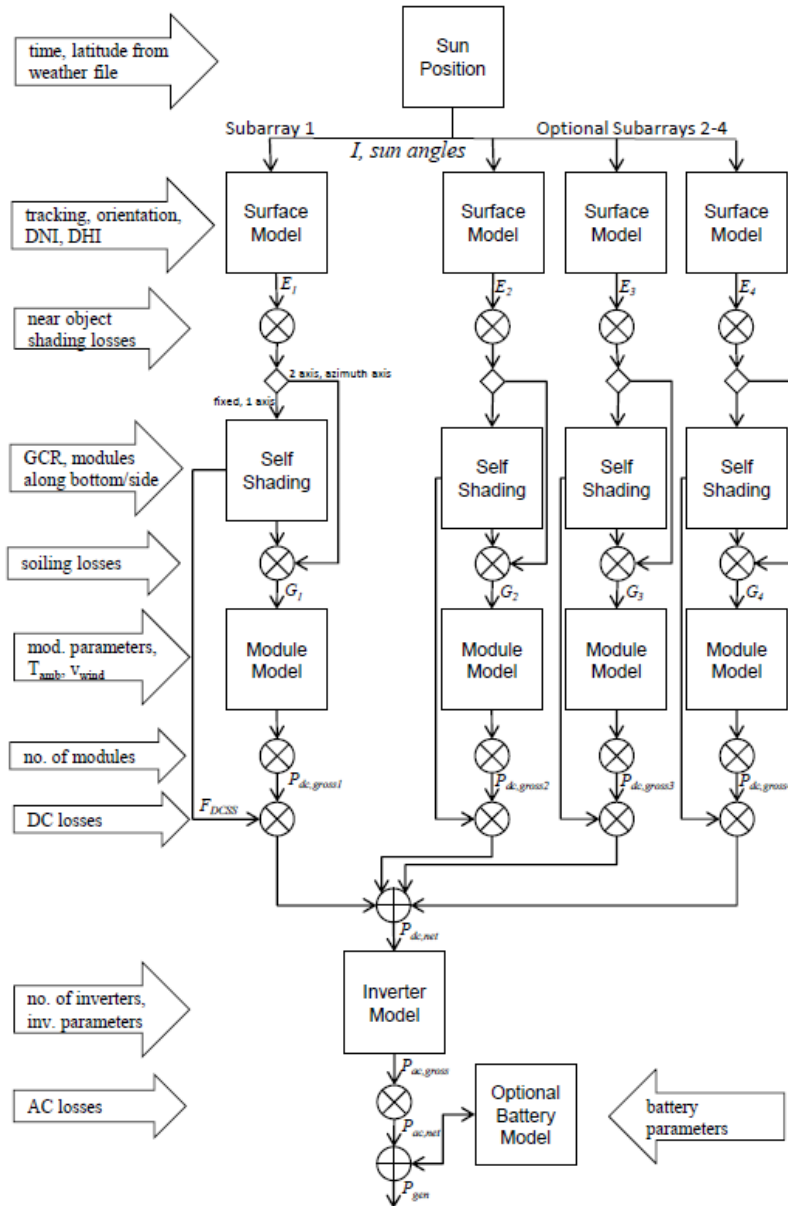 time, latitude from
weather file
Sun
Position
Subarray 1
Optional Subarrays 2-4
I, sun angles
tracking, orientation,
DNI, DHI
Surface
Model
Surface
Model
Surface
Model
Surface
Model
E1
E2
E3
E4
near object
shading losses
2 axis, azimuth axis
fixed, 1 axis
GCR, modules
along bottom/side
Self
Shading
Self
Shading
Self
Shading
Self
Shading
soiling losses
G1
G2
G3
G4
mod. parameters,
Tamb, vwind
Module
Model
Module
Model
Module
Model
Module
Model
no. of modules
Pdc,gross1
Pdc,gross2
Pdc,gross3
Pdc,gross
DC losses
FDCSS
Pdc,net
no. of inverters,
inv. parameters
Inverter
Model
Pac,gross
AC losses
Optional
Battery
Model
battery
parameters
Pac,net
Pgen